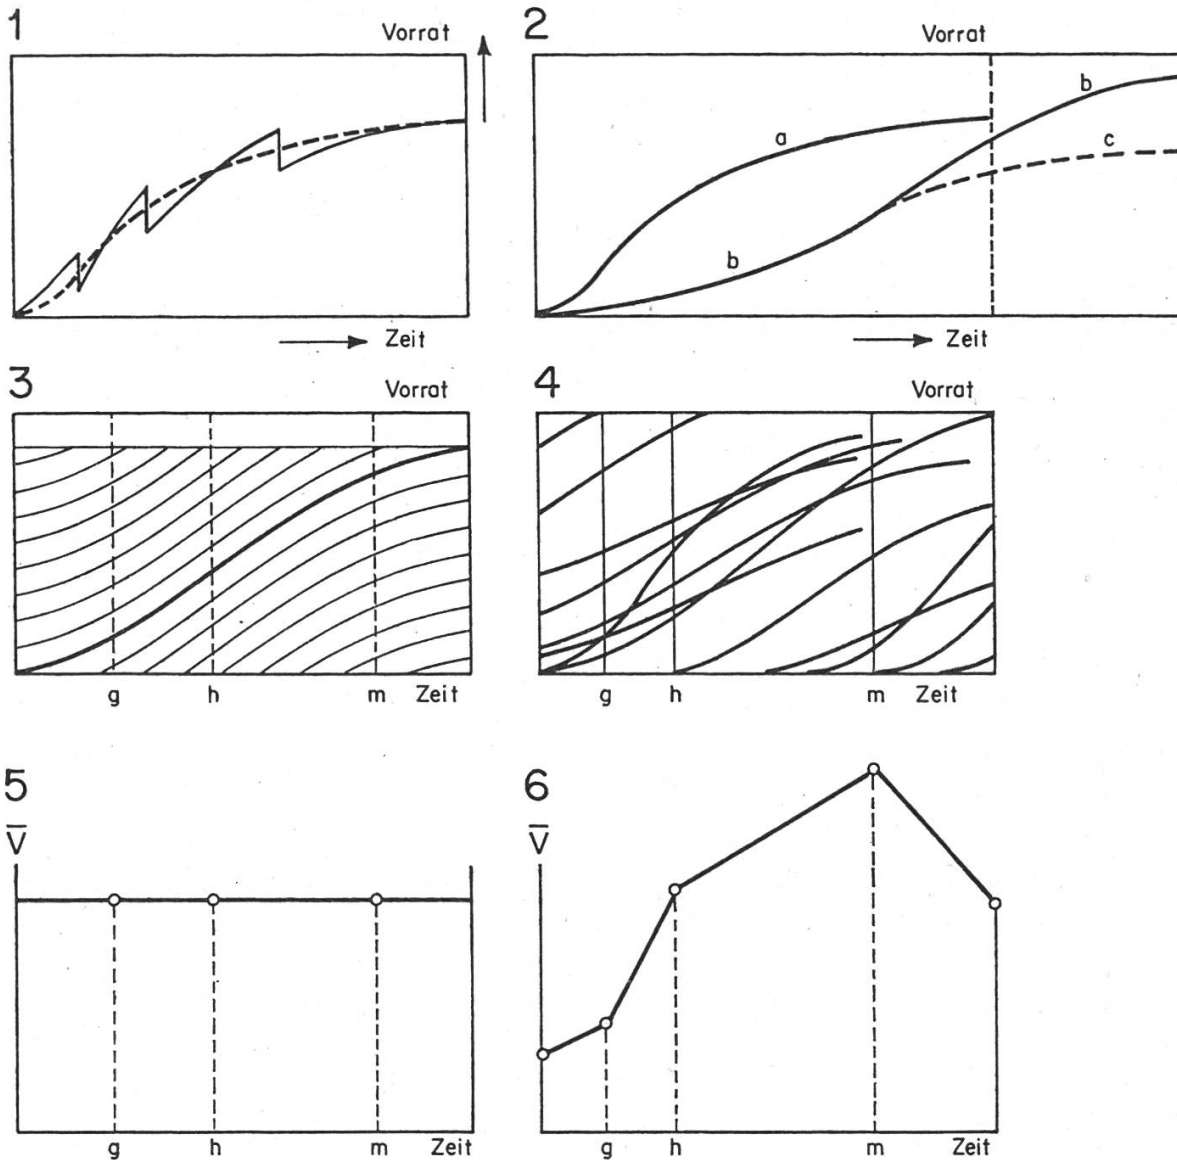 1 Vorrat
2 Vorrat
b
a
c
b
Zeit
Zeit
3 Vorrat
4 Vorrat
g h m Zeit
g h m Zeit
5
6
V̄
V̄
g h m Zeit
g h m Zeit